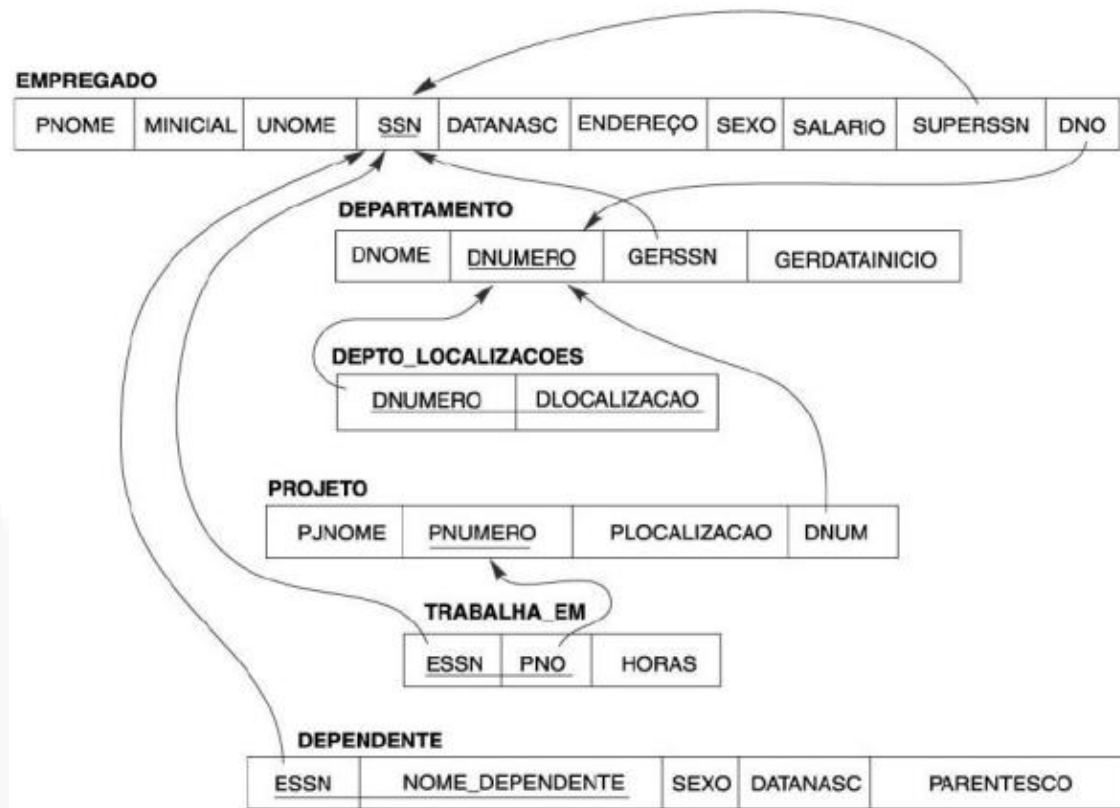 EMPREGADO
PNOME MINICIAL UNOME SSN DATANASC ENDEREÇO SEXO SALARIO SUPERSSN DNO
DEPARTAMENTO
DNOME DNUMERO GERSSN GERDATAINICIO
DEPTO_LOCALIZACOES
DNUMERO DLOCALIZACAO
PROJETO
PJNOME PNUMERO PLOCALIZACAO DNUM
TRABALHA_EM
ESSN PNO HORAS
DEPENDENTE
ESSN NOME_DEPENDENTE SEXO DATANASC PARENTESCO